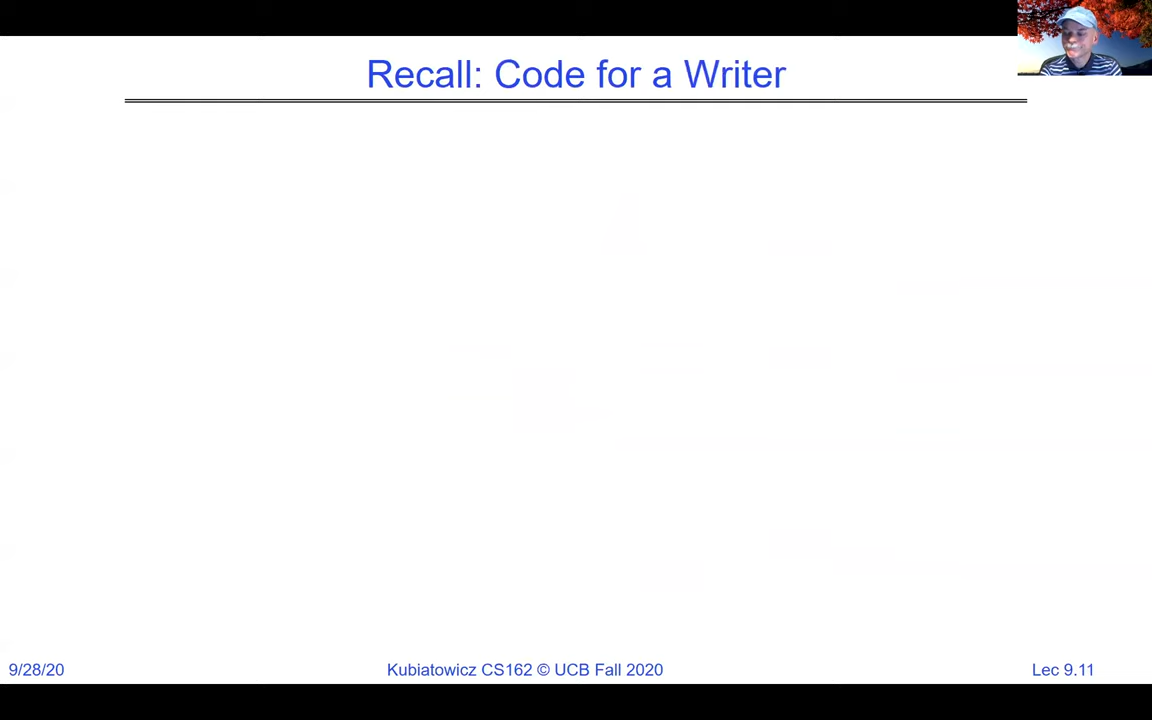 Recall: Code for a Writer
9/28/20
Kubiatowicz CS162 © UCB Fall 2020
Lec 9.11